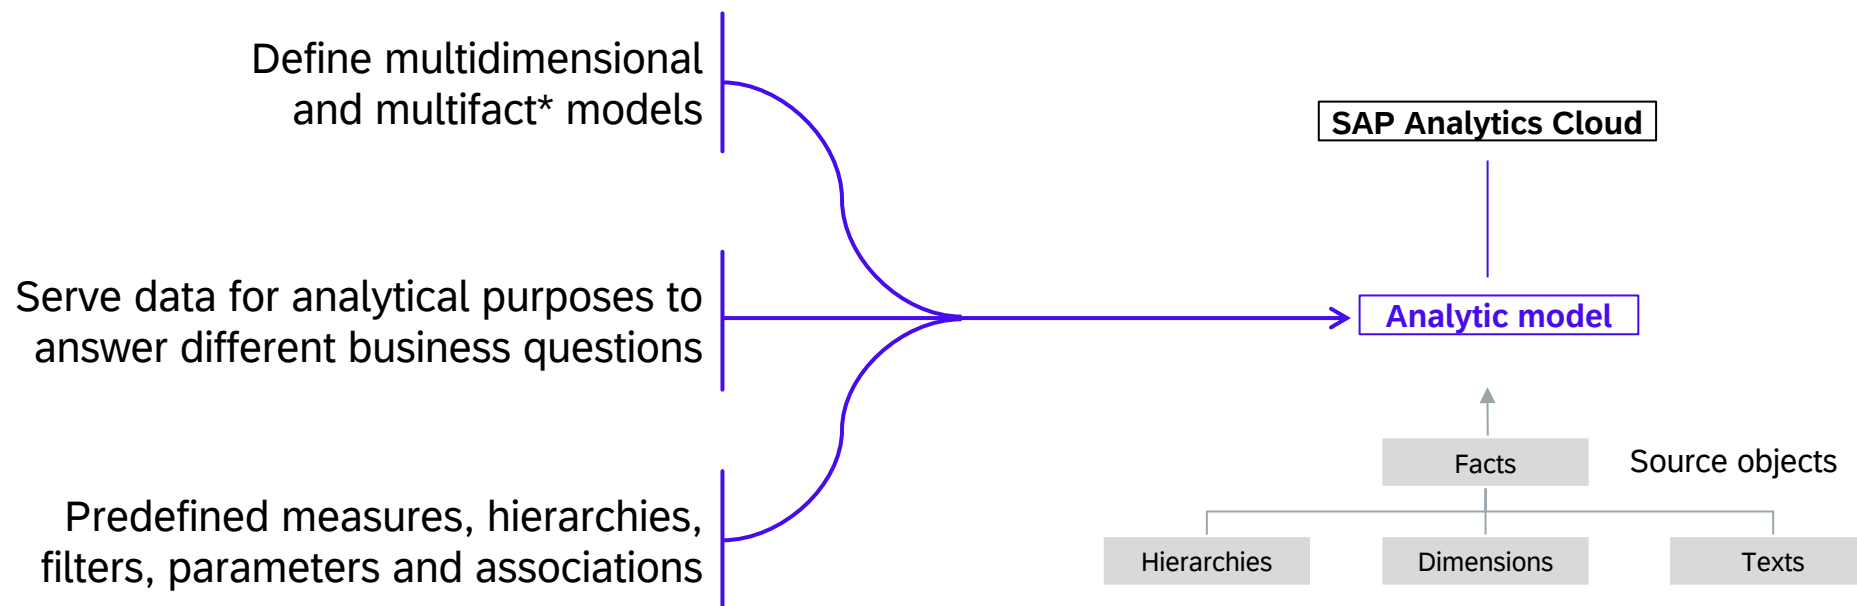 Define multidimensional
and multifact* models
Serve data for analytical purposes to
answer different business questions
Predefined measures, hierarchies,
filters, parameters and associations
SAP Analytics Cloud
Analytic model
Facts
Source objects
Hierarchies
Dimensions
Texts